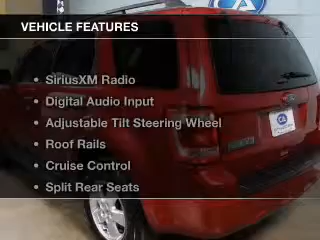 VEHICLE FEATURES
• SiriusXM Radio
• Digital Audio Input
• Adjustable Tilt Steering Wheel
• Roof Rails
• Cruise Control
• Split Rear Seats